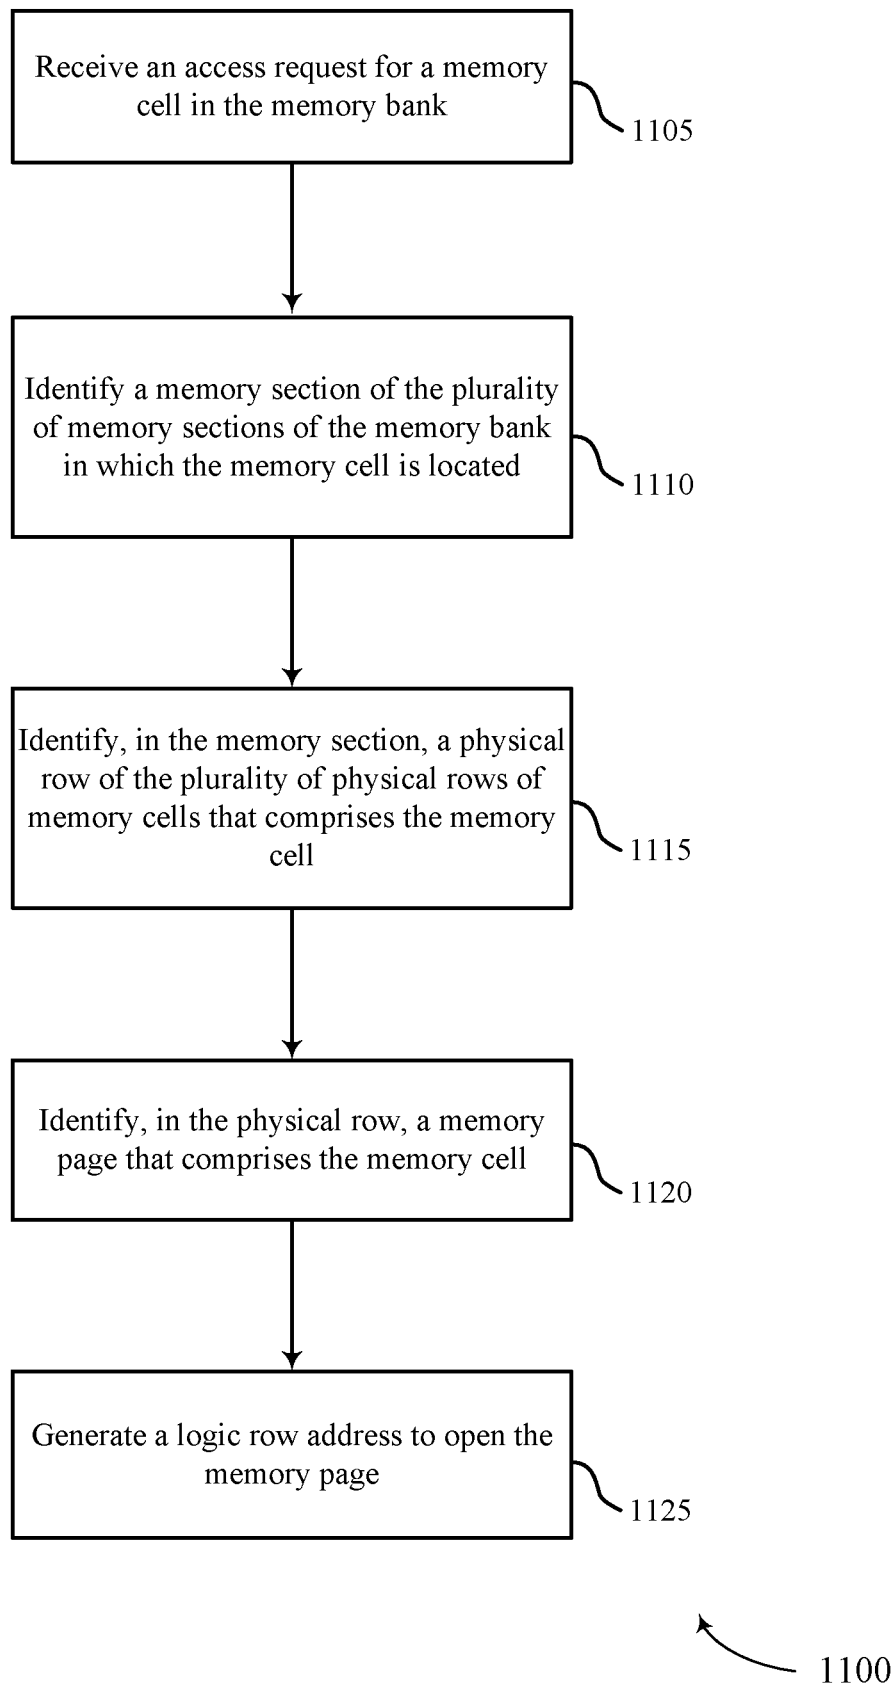 Receive an access request for a memory
cell in the memory bank
1105
Identify a memory section of the plurality
of memory sections of the memory bank
in which the memory cell is located
1110
Identify, in the memory section, a physical
row of the plurality of physical rows of
memory cells that comprises the memory
cell
1115
Identify, in the physical row, a memory
page that comprises the memory cell
1120
Generate a logic row address to open the
memory page
1125
1100